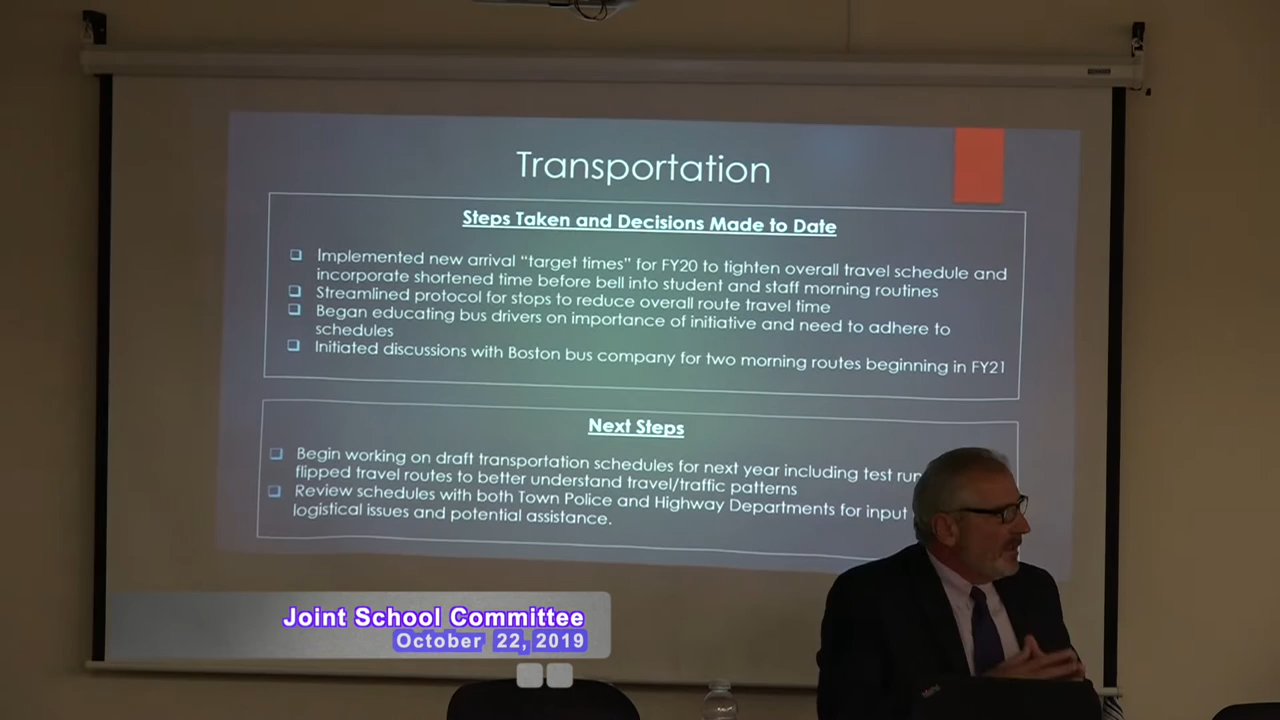 Transportation
Steps Taken and Decisions Made to Date
Implemented new arrival “target times” for FY20 to tighten overall travel schedule and
incorporate shortened time before bell into student and staff morning routines
Streamlined protocol for stops to reduce overall route travel time
Began educating bus drivers on importance of initiative and need to adhere to
schedules
Initiated discussions with Boston bus company for two morning routes beginning in FY21
Next Steps
Begin working on draft transportation schedules for next year including test
flipped travel routes to better understand travel/traffic patterns
Review schedules with both Town Police and Highway Departments for input
logistical issues and potential assistance.
Joint School Committee
October 22, 2019